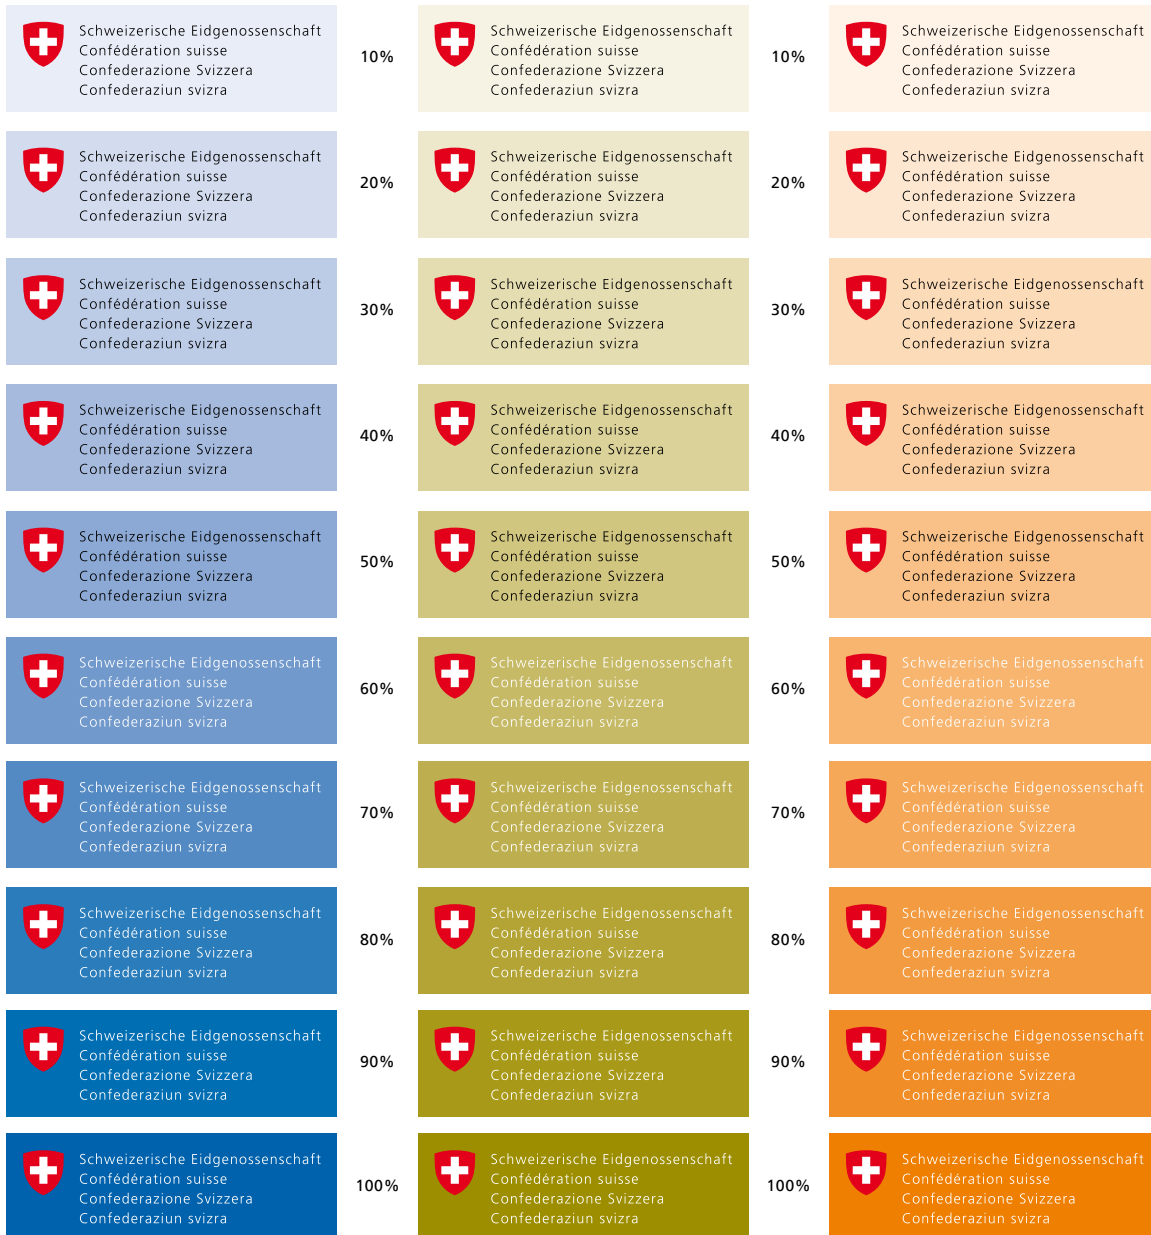 Schweizerische Eidgenossenschaft
Confédération suisse
Confederazione Svizzera
Confederaziun svizra
10%
Schweizerische Eidgenossenschaft
Confédération suisse
Confederazione Svizzera
Confederaziun svizra
10%
Schweizerische Eidgenossenschaft
Confédération suisse
Confederazione Svizzera
Confederaziun svizra
Schweizerische Eidgenossenschaft
Confédération suisse
Confederazione Svizzera
Confederaziun svizra
20%
Schweizerische Eidgenossenschaft
Confédération suisse
Confederazione Svizzera
Confederaziun svizra
20%
Schweizerische Eidgenossenschaft
Confédération suisse
Confederazione Svizzera
Confederaziun svizra
Schweizerische Eidgenossenschaft
Confédération suisse
Confederazione Svizzera
Confederaziun svizra
30%
Schweizerische Eidgenossenschaft
Confédération suisse
Confederazione Svizzera
Confederaziun svizra
30%
Schweizerische Eidgenossenschaft
Confédération suisse
Confederazione Svizzera
Confederaziun svizra
Schweizerische Eidgenossenschaft
Confédération suisse
Confederazione Svizzera
Confederaziun svizra
40%
Schweizerische Eidgenossenschaft
Confédération suisse
Confederazione Svizzera
Confederaziun svizra
40%
Schweizerische Eidgenossenschaft
Confédération suisse
Confederazione Svizzera
Confederaziun svizra
Schweizerische Eidgenossenschaft
Confédération suisse
Confederazione Svizzera
Confederaziun svizra
50%
Schweizerische Eidgenossenschaft
Confédération suisse
Confederazione Svizzera
Confederaziun svizra
50%
Schweizerische Eidgenossenschaft
Confédération suisse
Confederazione Svizzera
Confederaziun svizra
Schweizerische Eidgenossenschaft
Confédération suisse
Confederazione Svizzera
Confederaziun svizra
60%
Schweizerische Eidgenossenschaft
Confédération suisse
Confederazione Svizzera
Confederaziun svizra
60%
Schweizerische Eidgenossenschaft
Confédération suisse
Confederazione Svizzera
Confederaziun svizra
Schweizerische Eidgenossenschaft
Confédération suisse
Confederazione Svizzera
Confederaziun svizra
70%
Schweizerische Eidgenossenschaft
Confédération suisse
Confederazione Svizzera
Confederaziun svizra
70%
Schweizerische Eidgenossenschaft
Confédération suisse
Confederazione Svizzera
Confederaziun svizra
Schweizerische Eidgenossenschaft
Confédération suisse
Confederazione Svizzera
Confederaziun svizra
80%
Schweizerische Eidgenossenschaft
Confédération suisse
Confederazione Svizzera
Confederaziun svizra
80%
Schweizerische Eidgenossenschaft
Confédération suisse
Confederazione Svizzera
Confederaziun svizra
Schweizerische Eidgenossenschaft
Confédération suisse
Confederazione Svizzera
Confederaziun svizra
90%
Schweizerische Eidgenossenschaft
Confédération suisse
Confederazione Svizzera
Confederaziun svizra
90%
Schweizerische Eidgenossenschaft
Confédération suisse
Confederazione Svizzera
Confederaziun svizra
Schweizerische Eidgenossenschaft
Confédération suisse
Confederazione Svizzera
Confederaziun svizra
100%
Schweizerische Eidgenossenschaft
Confédération suisse
Confederazione Svizzera
Confederaziun svizra
100%
Schweizerische Eidgenossenschaft
Confédération suisse
Confederazione Svizzera
Confederaziun svizra